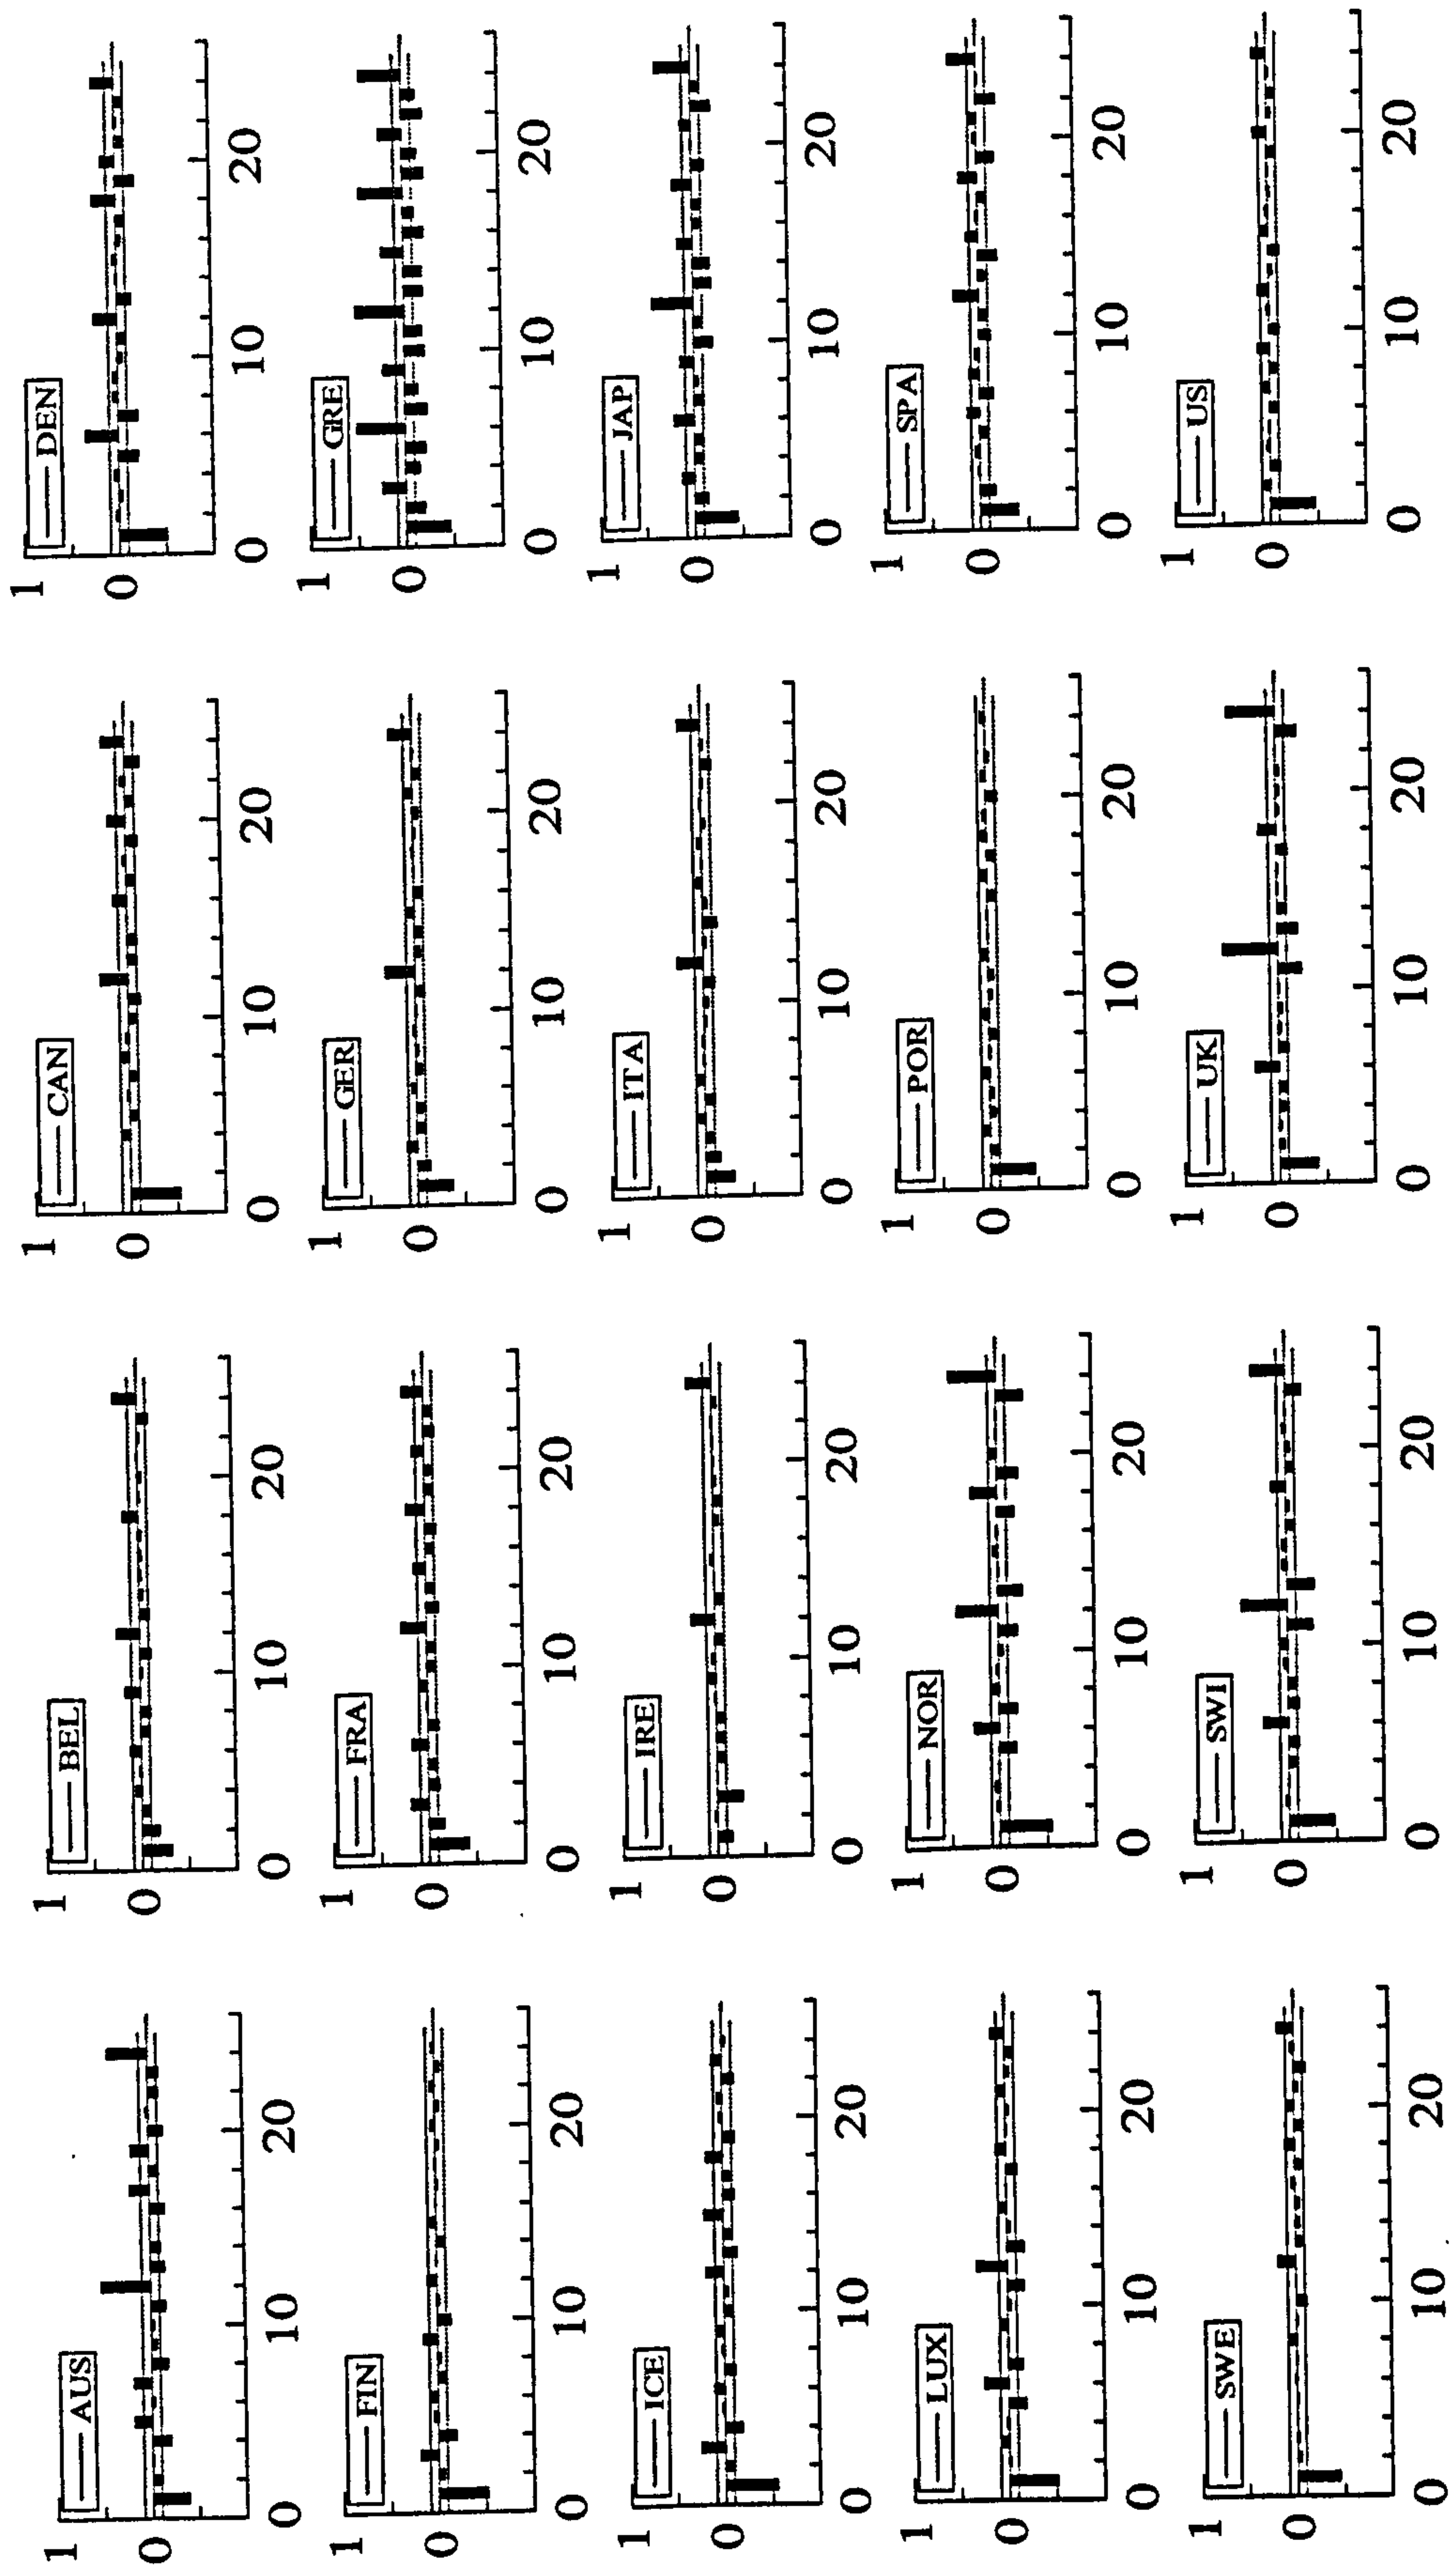 1 AUS 1 BEL 1 CAN 1 DEN
0 0 0 0
0 10 20 0 10 20 0 10 20 0 10 20
1 FIN 1 FRA 1 GER 1 GRE
0 0 0 0
0 10 20 0 10 20 0 10 20 0 10 20
1 ICE 1 IRE 1 ITA 1 JAP
0 0 0 0
0 10 20 0 10 20 0 10 20 0 10 20
1 LUX 1 NOR 1 POR 1 SPA
0 0 0 0
0 10 20 0 10 20 0 10 20 0 10 20
1 SWE 1 SWI 1 UK 1 US
0 0 0 0
0 10 20 0 10 20 0 10 20 0 10 20